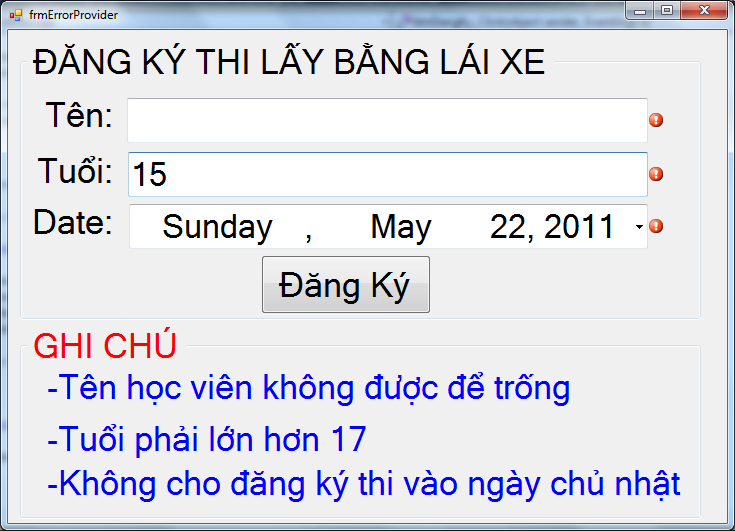 frmErrorProvider
ĐĂNG KÝ THI LẤY BẰNG LÁI XE
Tên:
Tuổi: 15
Date: Sunday , May 22, 2011
Đăng Ký
GHI CHÚ
-Tên học viên không được để trống
-Tuổi phải lớn hơn 17
-Không cho đăng ký thi vào ngày chủ nhật